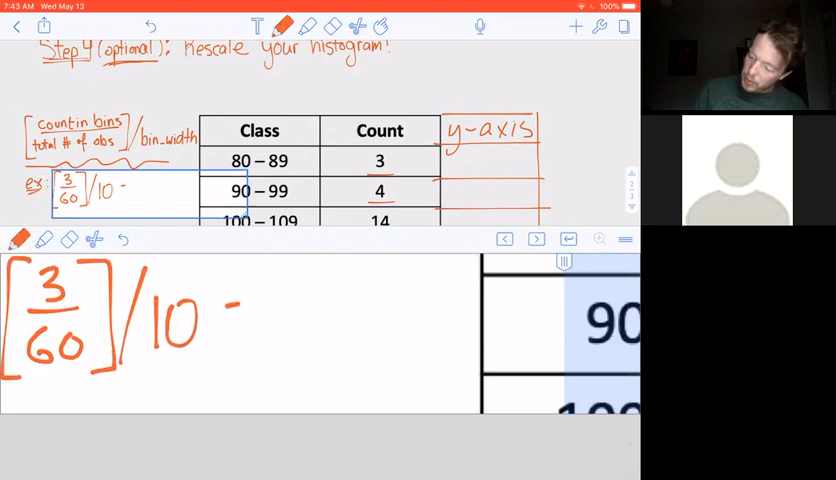 7:43 AM Wed May 13
100%
Step 4 (optional): Rescale your histogram!
[count in bins / total # of obs] / bin_width
Class Count y-axis
80 – 89 3
90 – 99 4
100 – 109 14
ex: [3/60]/10 -
[3/60]/10 -
90
100